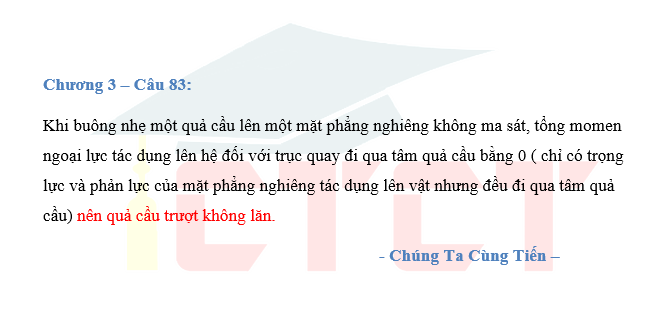 Chương 3 – Câu 83:
Khi buông nhẹ một quả cầu lên một mặt phẳng nghiêng không ma sát, tổng momen
ngoại lực tác dụng lên hệ đối với trục quay đi qua tâm quả cầu bằng 0 ( chỉ có trọng
lực và phản lực của mặt phẳng nghiêng tác dụng lên vật nhưng đều đi qua tâm quả
cầu) nên quả cầu trượt không lăn.
- Chúng Ta Cùng Tiến –
CTCT